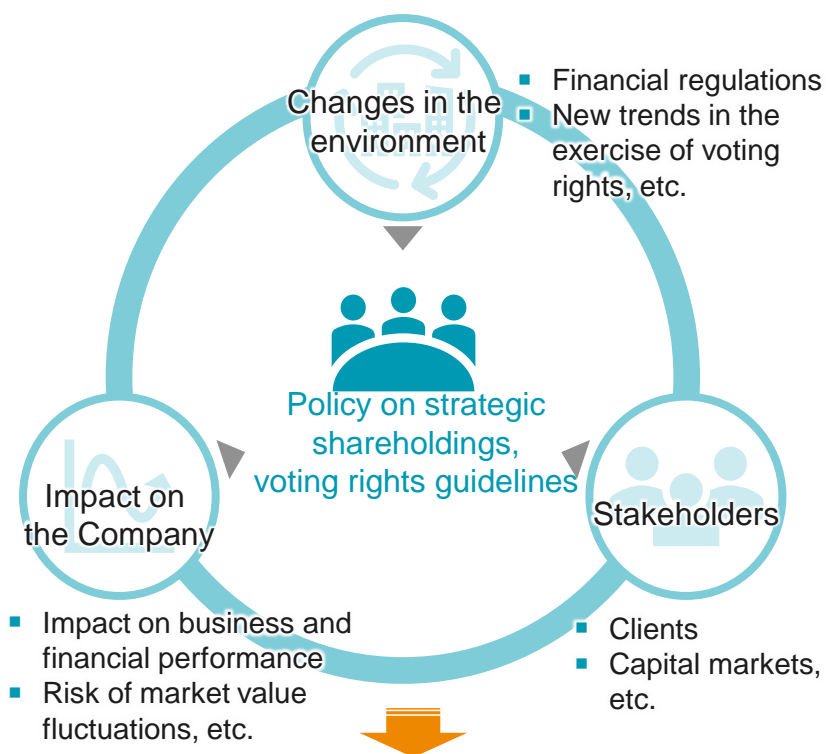 Changes in the
environment
▪ Financial regulations
▪ New trends in the
exercise of voting
rights, etc.
Policy on strategic
shareholdings,
voting rights guidelines
Impact on
the Company
▪ Impact on business and
financial performance
▪ Risk of market value
fluctuations, etc.
Stakeholders
▪ Clients
▪ Capital markets,
etc.